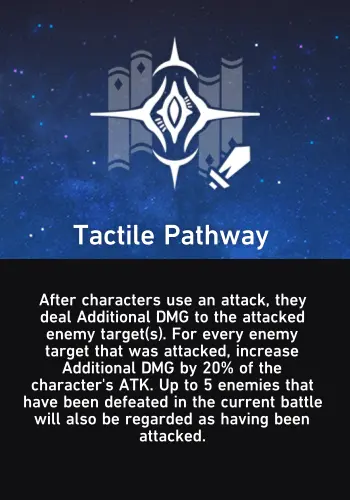 Tactile Pathway
After characters use an attack, they
deal Additional DMG to the attacked
enemy target(s). For every enemy
target that was attacked, increase
Additional DMG by 20% of the
character's ATK. Up to 5 enemies that
have been defeated in the current battle
will also be regarded as having been
attacked.